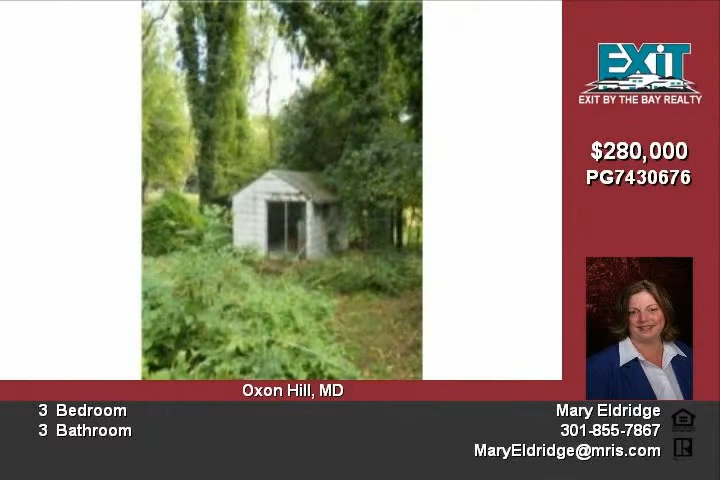 EXiT
EXIT BY THE BAY REALTY
$280,000
PG7430676
Oxon Hill, MD
3 Bedroom
3 Bathroom
Mary Eldridge
301-855-7867
MaryEldridge@mris.com